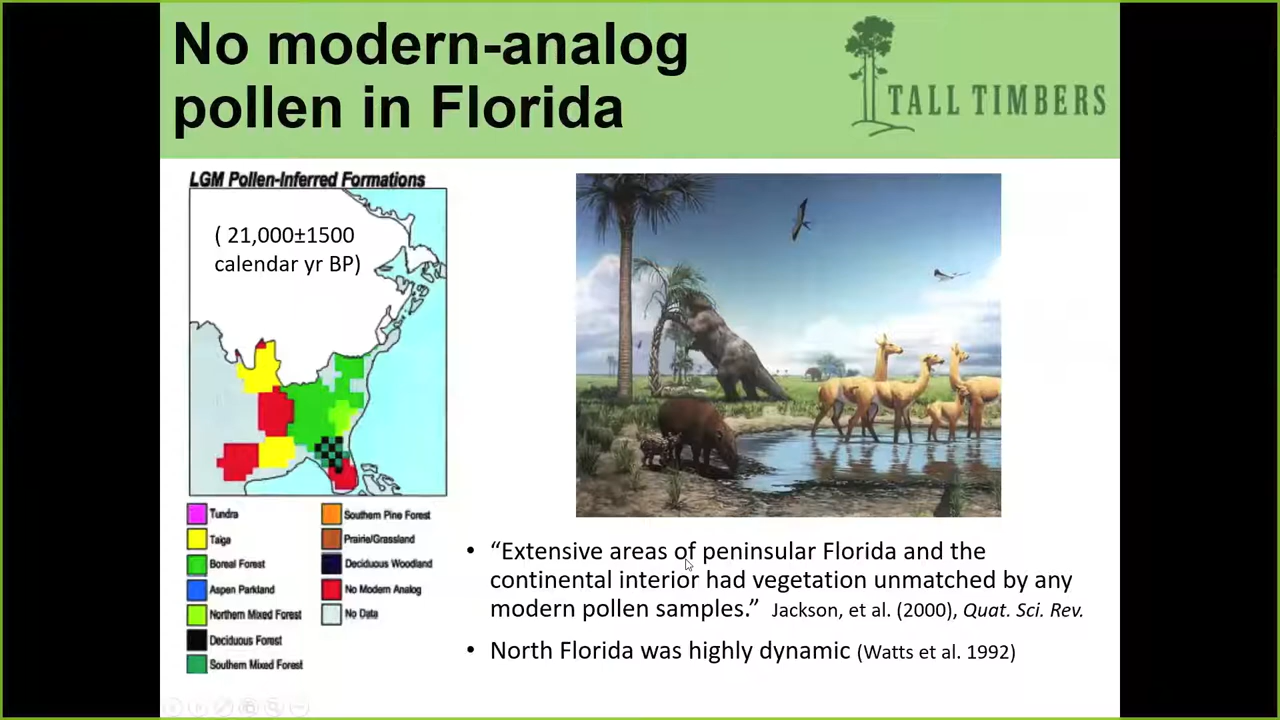 No modern-analog
pollen in Florida
TALL TIMBERS
LGM Pollen-Inferred Formations
( 21,000±1500
calendar yr BP)
Tundra
Taiga
Boreal Forest
Aspen Parkland
Northern Mixed Forest
Deciduous Forest
Southern Mixed Forest
Southern Pine Forest
Prairie/Grassland
Deciduous Woodland
No Modern Analog
No Data
• “Extensive areas of peninsular Florida and the
continental interior had vegetation unmatched by any
modern pollen samples.” Jackson, et al. (2000), Quat. Sci. Rev.
• North Florida was highly dynamic (Watts et al. 1992)